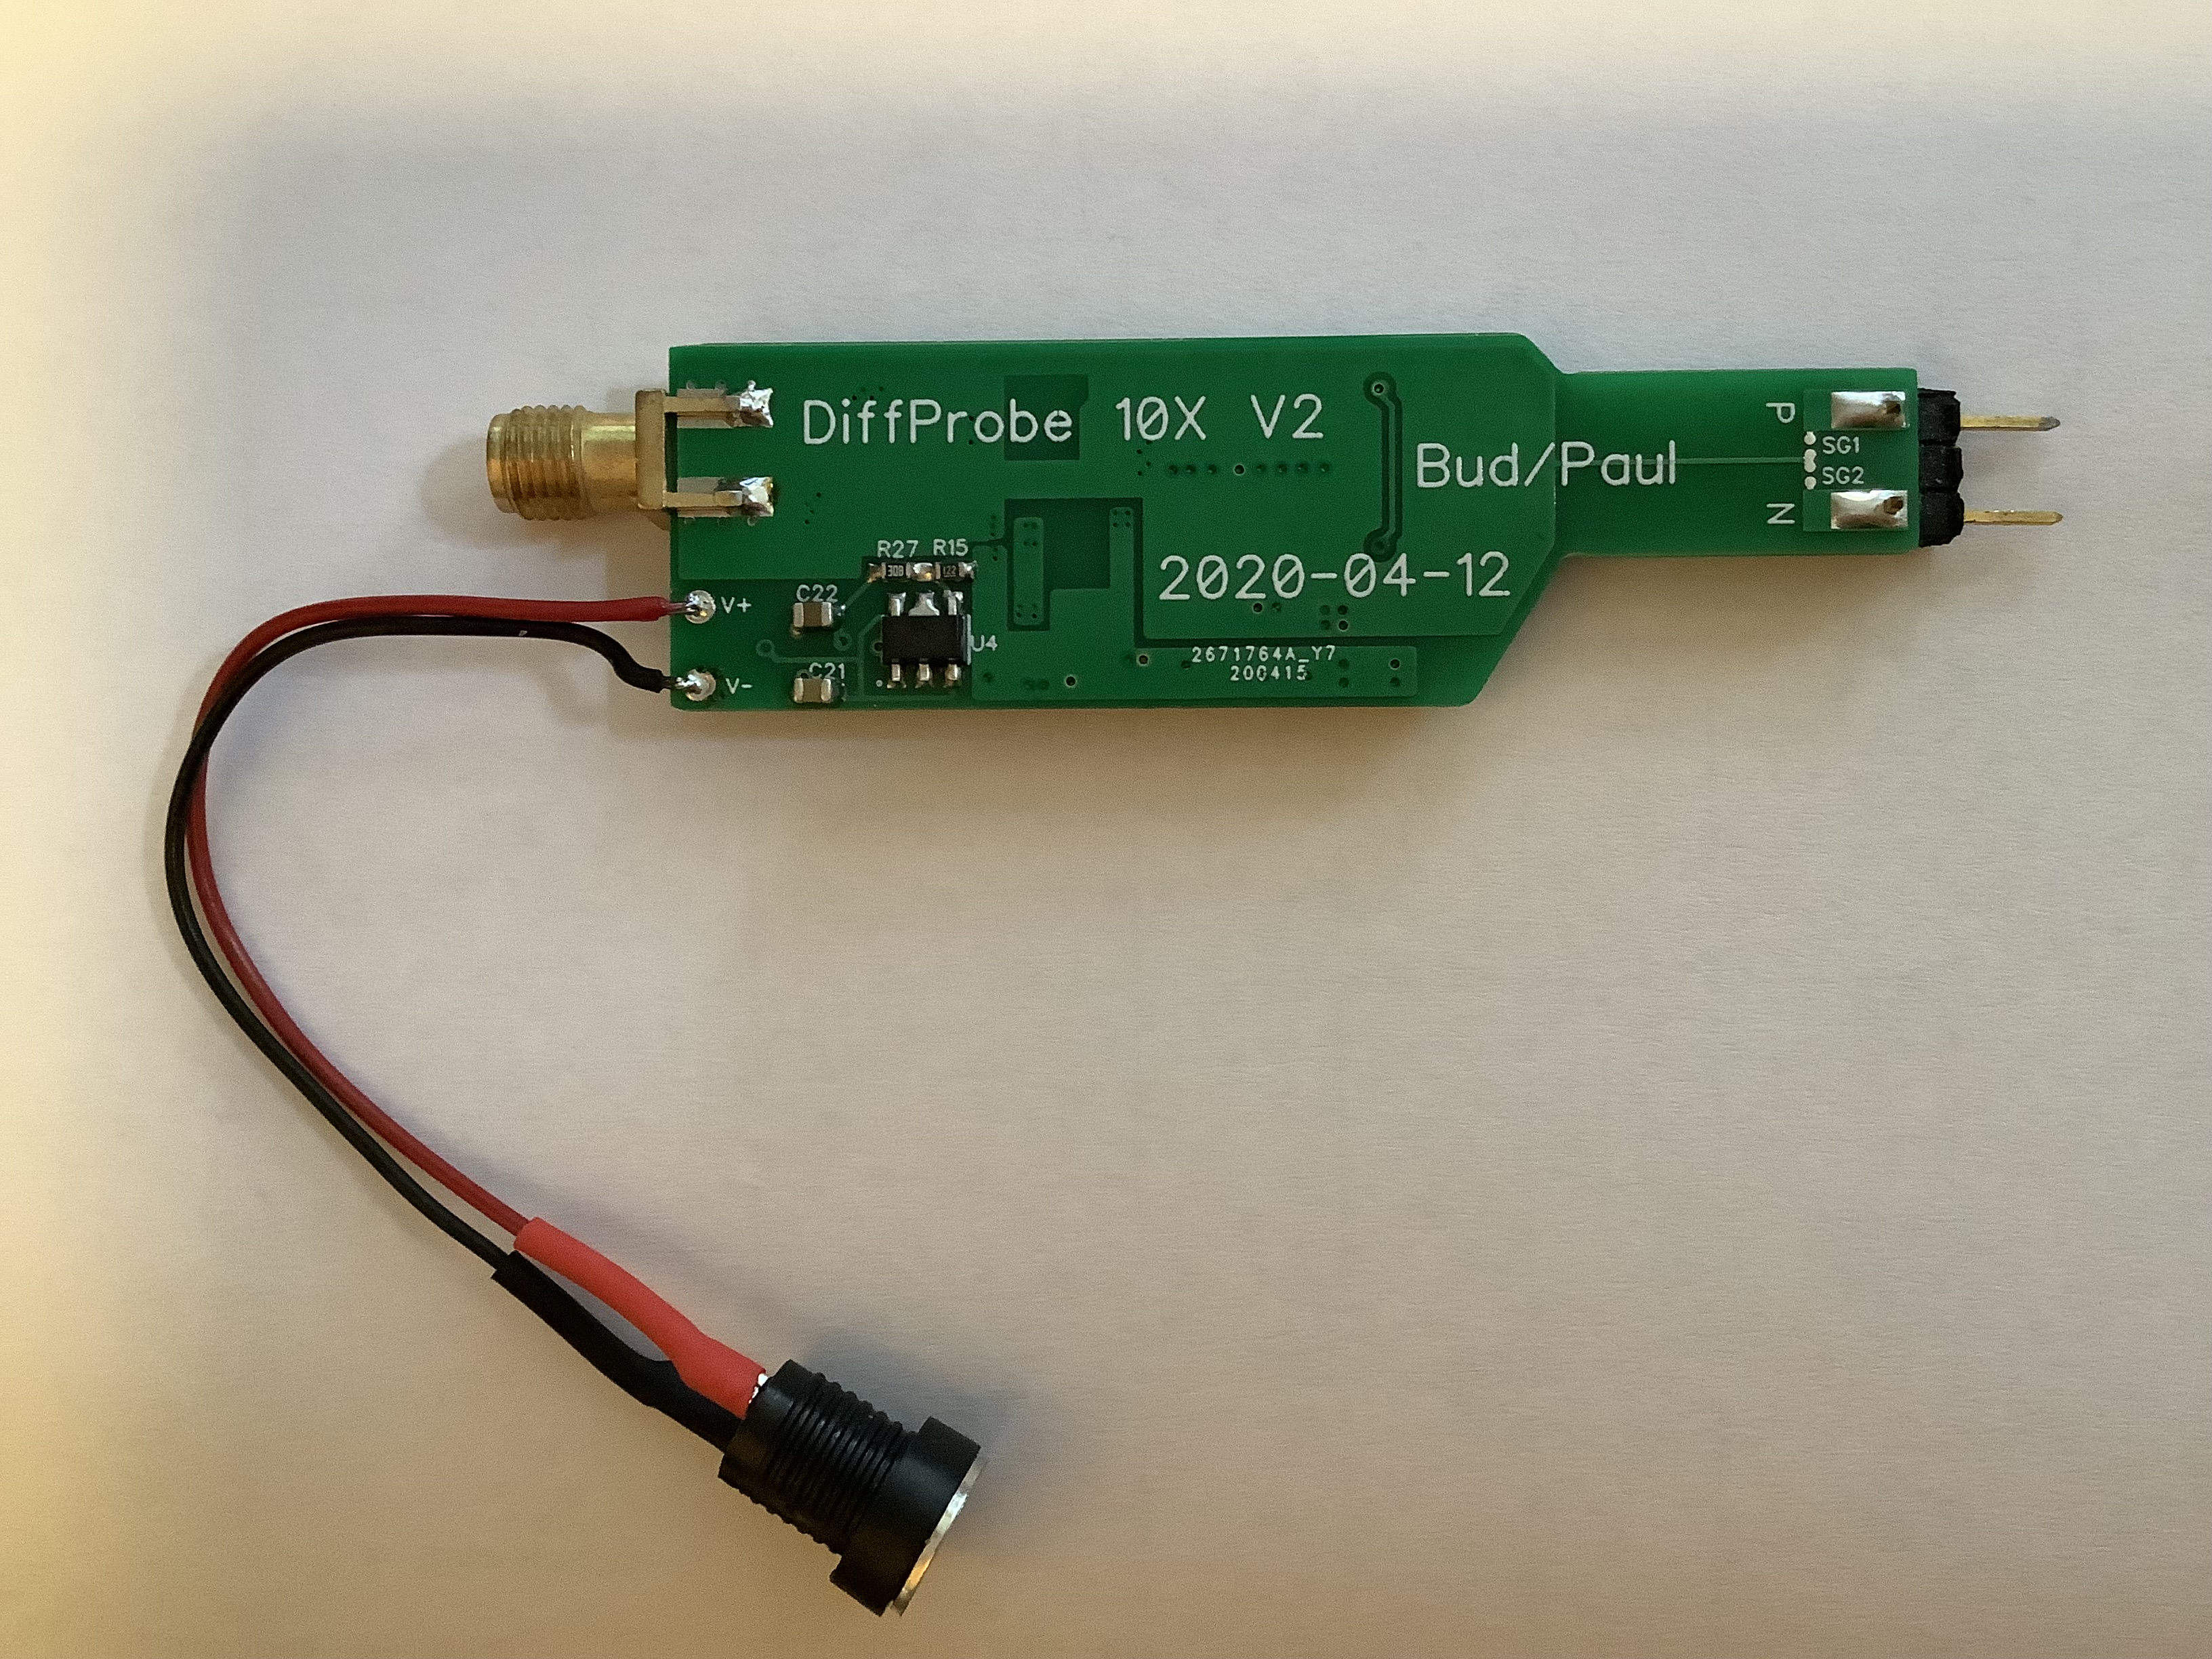 DiffProbe 10X V2
Bud/Paul
P
SG1
SG2
N
R27 R15
2020-04-12
C22
V+
U4
2671764A_Y7
200415
C21
V-